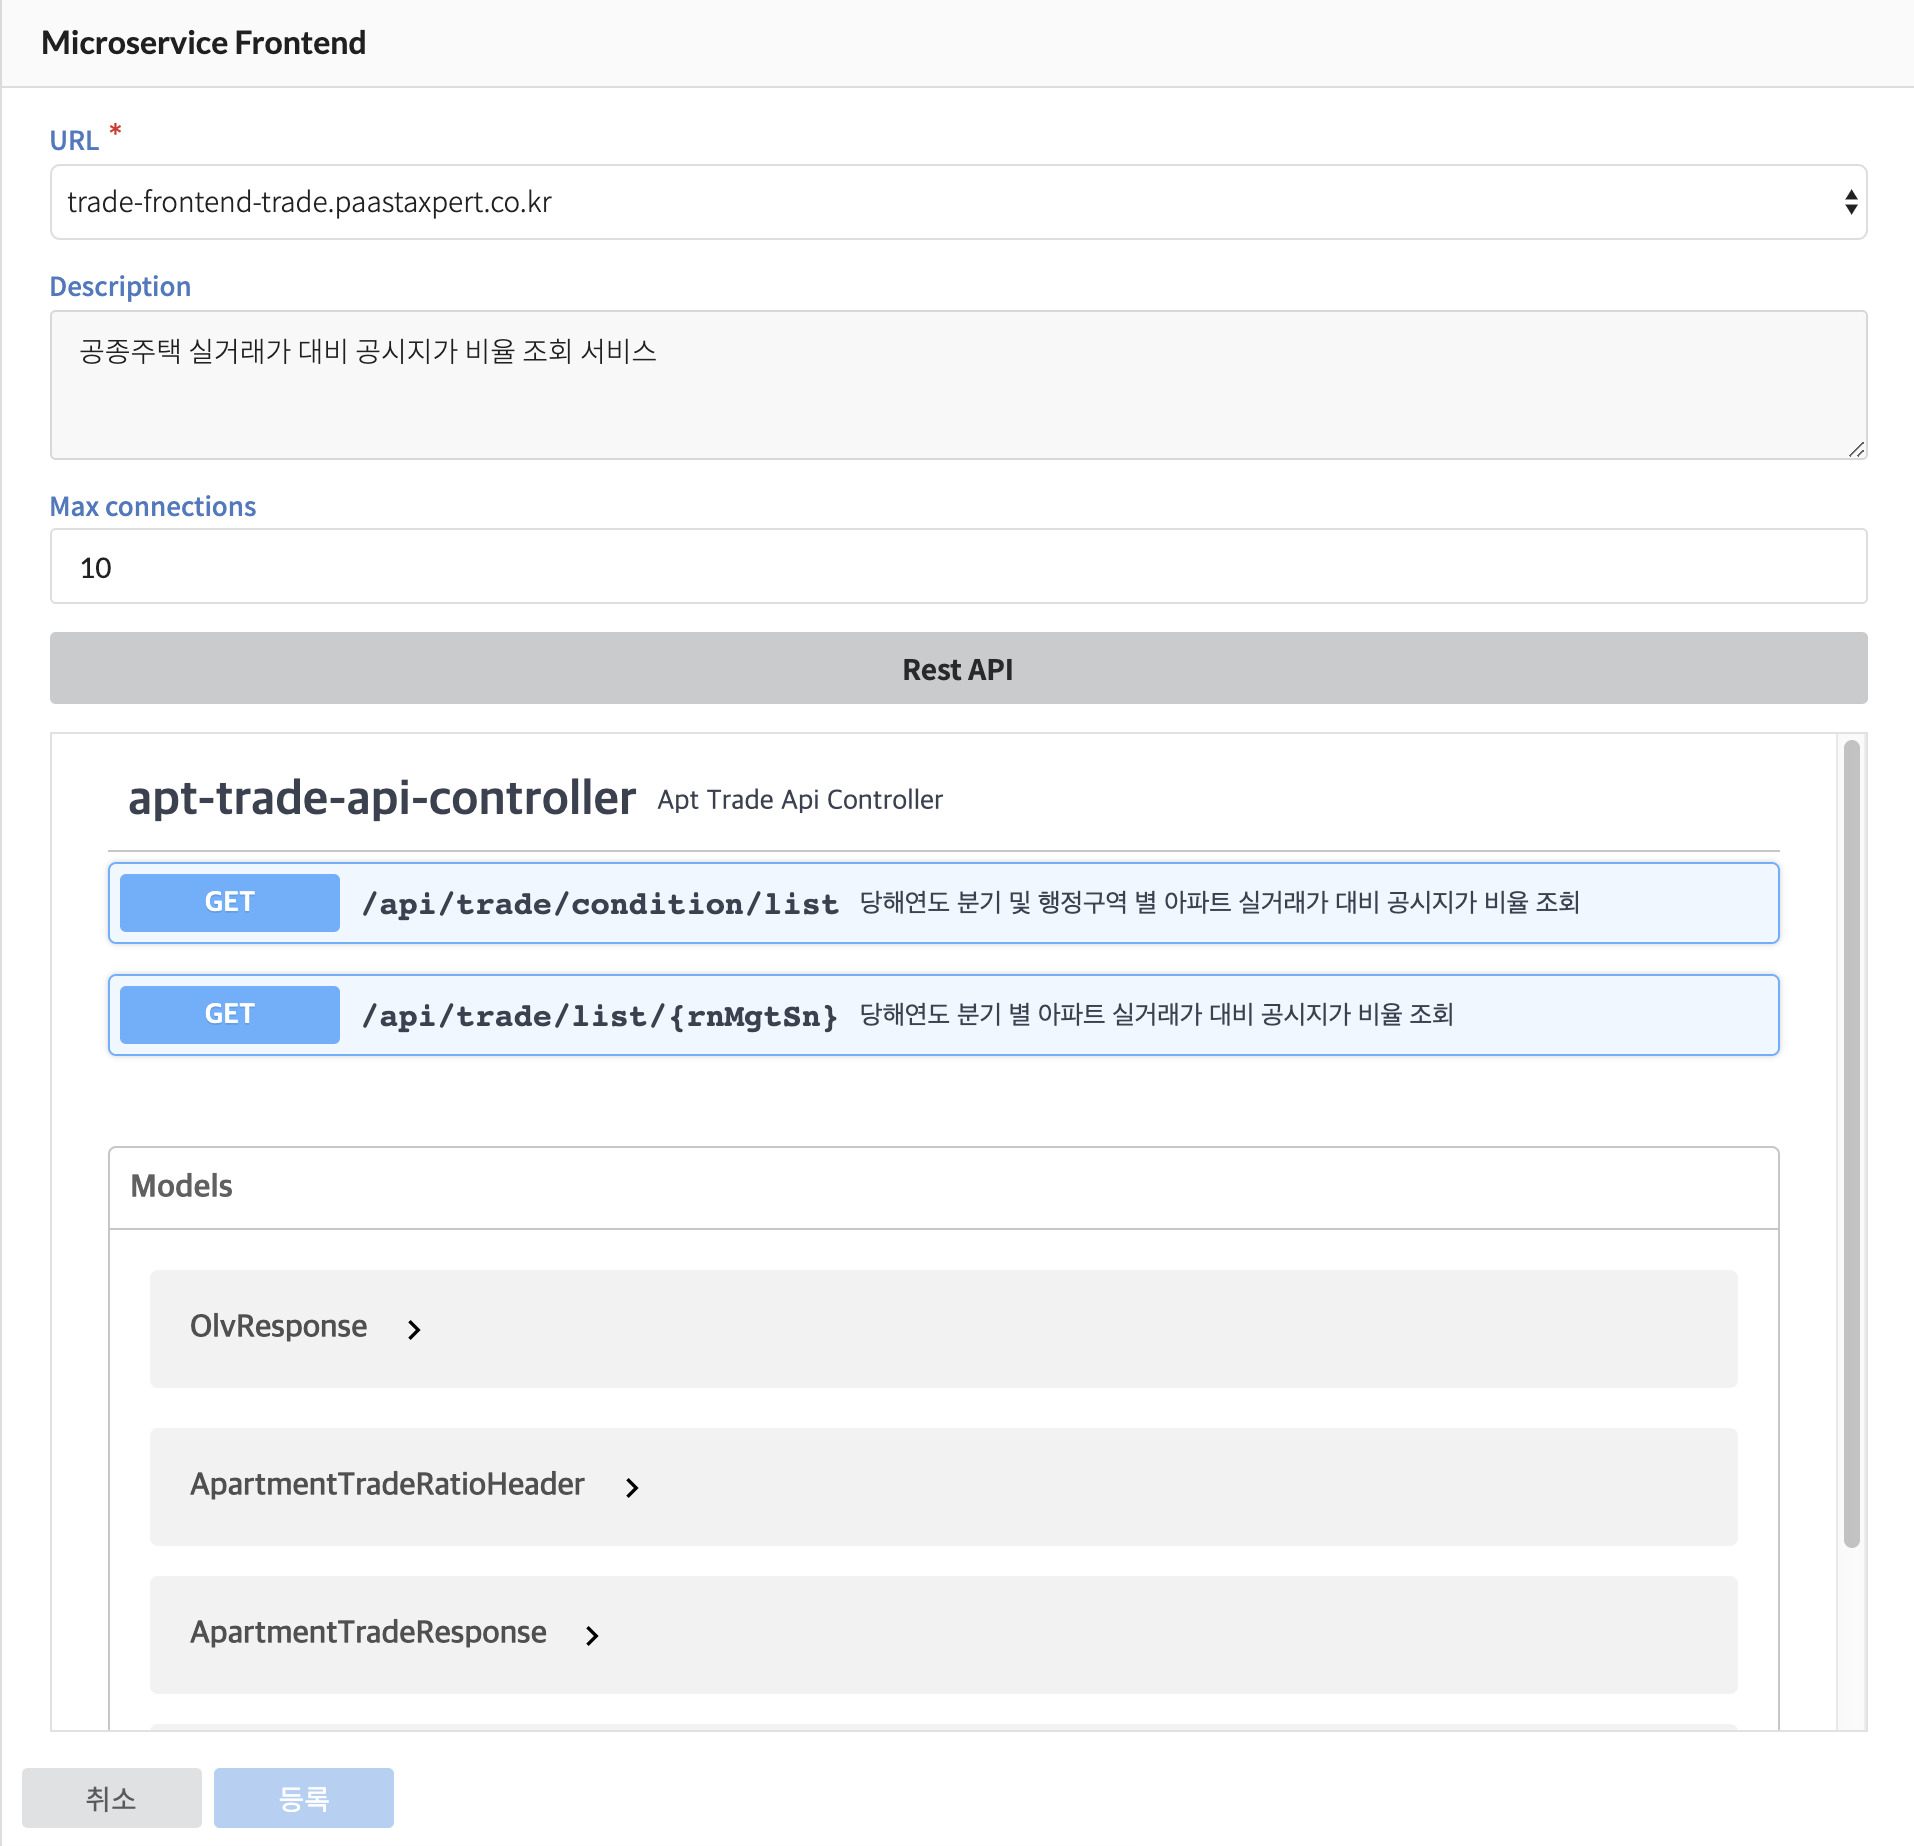 Microservice Frontend
URL *
trade-frontend-trade.paastaxpert.co.kr
Description
공종주택 실거래가 대비 공시지가 비율 조회 서비스
Max connections
10
Rest API
apt-trade-api-controller Apt Trade Api Controller
GET /api/trade/condition/list 당해연도 분기 및 행정구역 별 아파트 실거래가 대비 공시지가 비율 조회
GET /api/trade/list/{rnMgtSn} 당해연도 분기 별 아파트 실거래가 대비 공시지가 비율 조회
Models
OlvResponse
ApartmentTradeRatioHeader
ApartmentTradeResponse
취소 등록